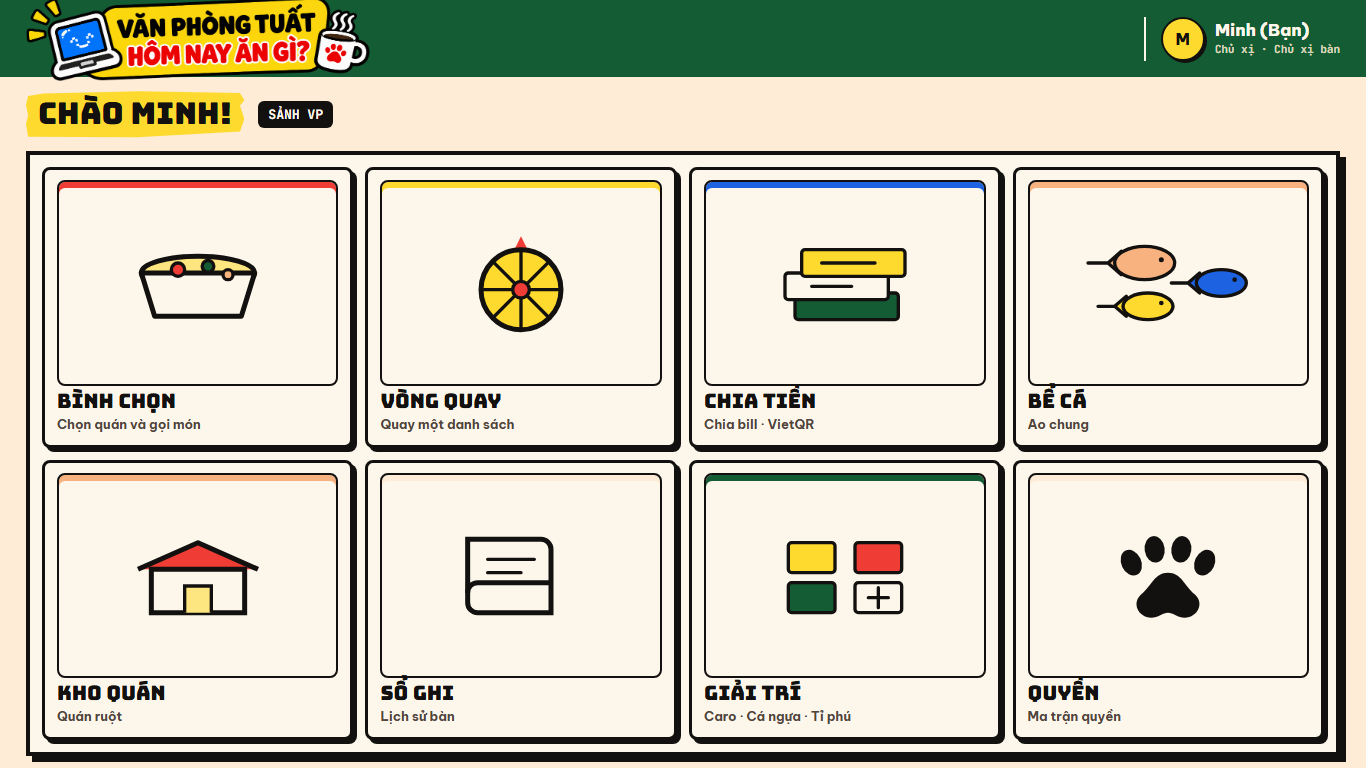 VĂN PHÒNG TUẤT
HÔM NAY ĂN GÌ?
M
Minh (Bạn)
Chủ xị · Chủ xị bàn
CHÀO MINH!
SẢNH VP
BÌNH CHỌN
Chọn quán và gọi món
VÒNG QUAY
Quay một danh sách
CHIA TIỀN
Chia bill · VietQR
BỂ CÁ
Ao chung
KHO QUÁN
Quán ruột
SỔ GHI
Lịch sử bàn
GIẢI TRÍ
Caro · Cá ngựa · Tỉ phú
QUYỀN
Ma trận quyền